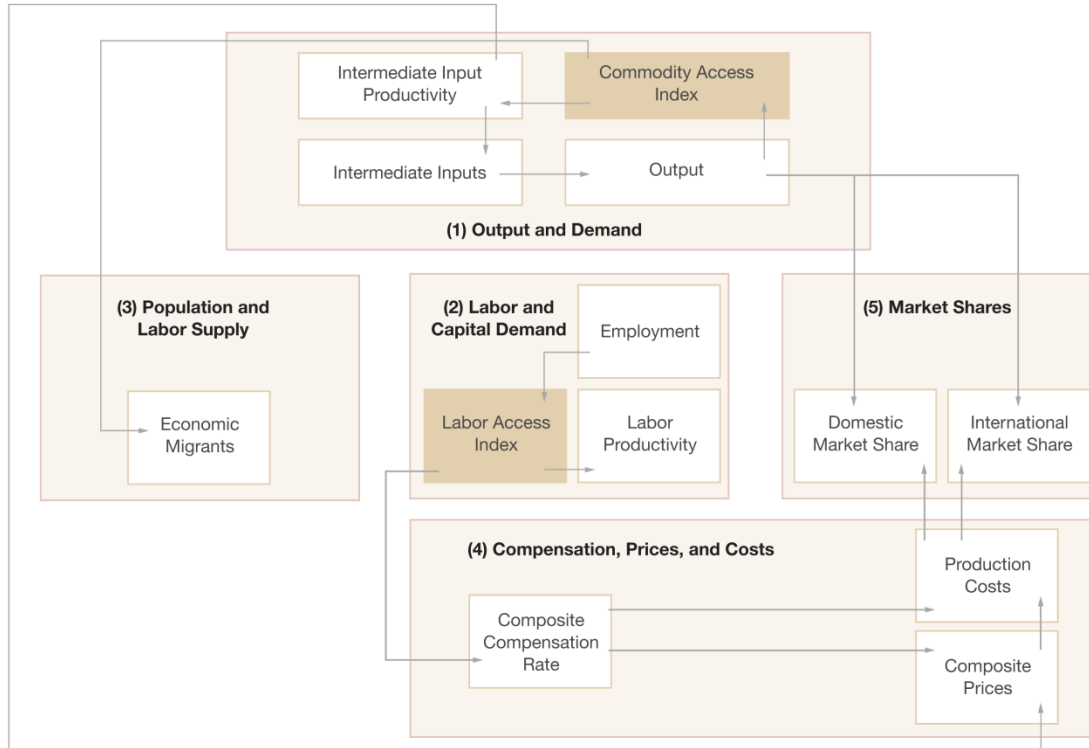 Intermediate Input
Productivity
Commodity Access
Index
Intermediate Inputs
Output
(1) Output and Demand
(3) Population and
Labor Supply
Economic
Migrants
(2) Labor and
Capital Demand
Employment
Labor Access
Index
Labor
Productivity
(5) Market Shares
Domestic
Market Share
International
Market Share
(4) Compensation, Prices, and Costs
Composite
Compensation
Rate
Production
Costs
Composite
Prices